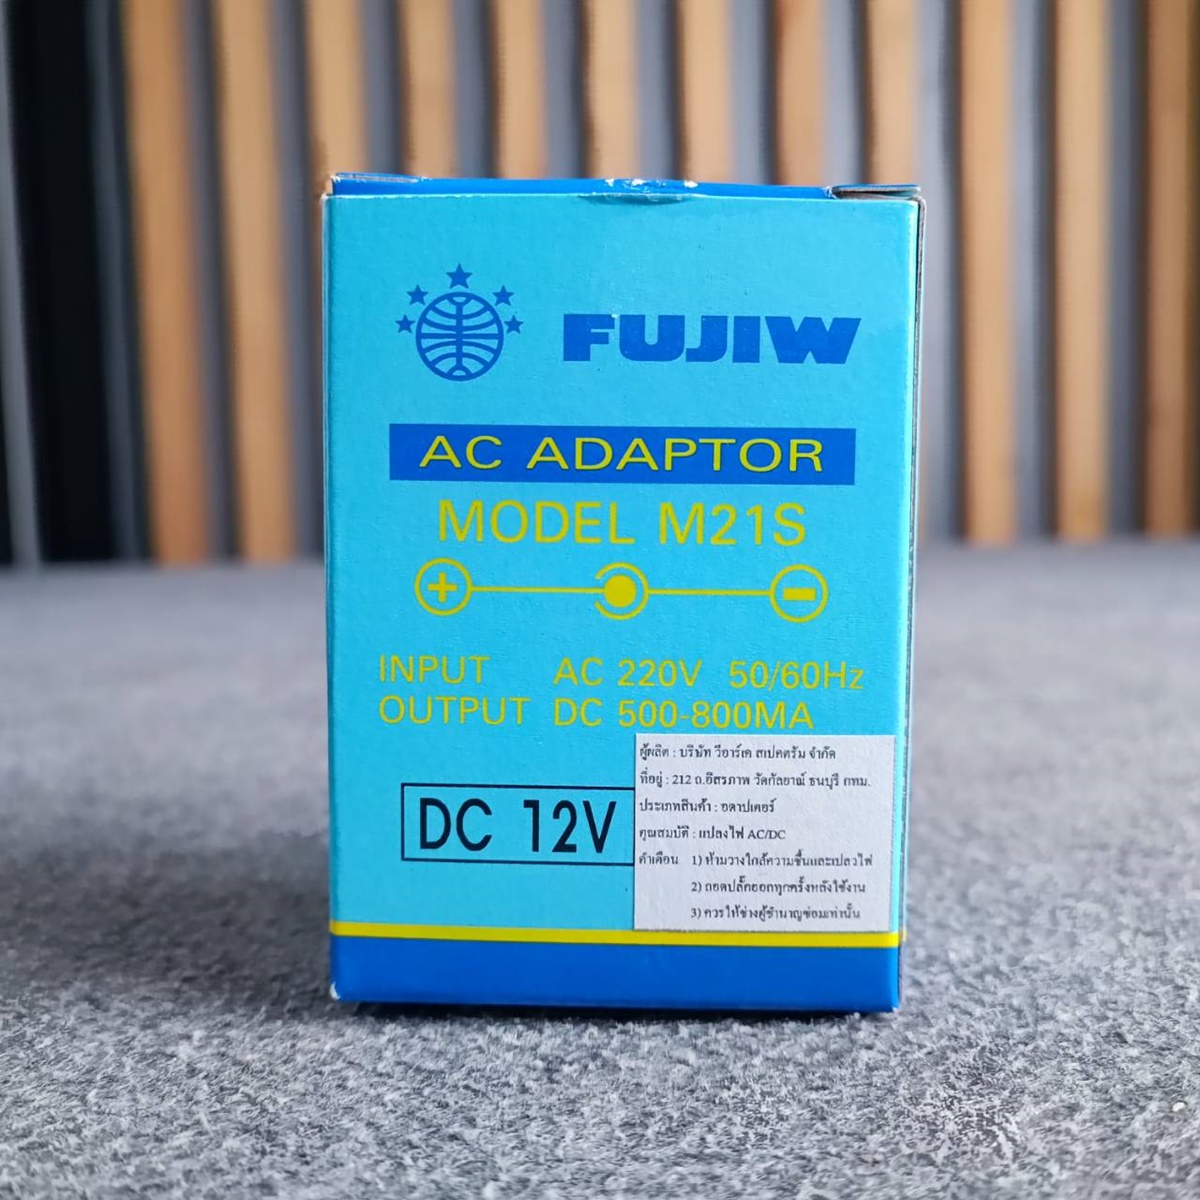 FUJIW
AC ADAPTOR
MODEL M21S
INPUT AC 220V 50/60Hz
OUTPUT DC 500-800MA
DC 12V
ผู้ผลิต : บริษัท วีอาร์เค สเปคตรัม จำกัด
ที่อยู่ : 212 ถ.อิสรภาพ วัดกัลยาณ์ ธนบุรี กทม.
ประเภทสินค้า : อดาปเตอร์
คุณสมบัติ : แปลงไฟ AC/DC
คำเตือน 1) ห้ามวางใกล้ความชื้นและเปลวไฟ
2) ถอดปลั๊กออกทุกครั้งหลังใช้งาน
3) ควรให้ช่างผู้ชำนาญซ่อมเท่านั้น